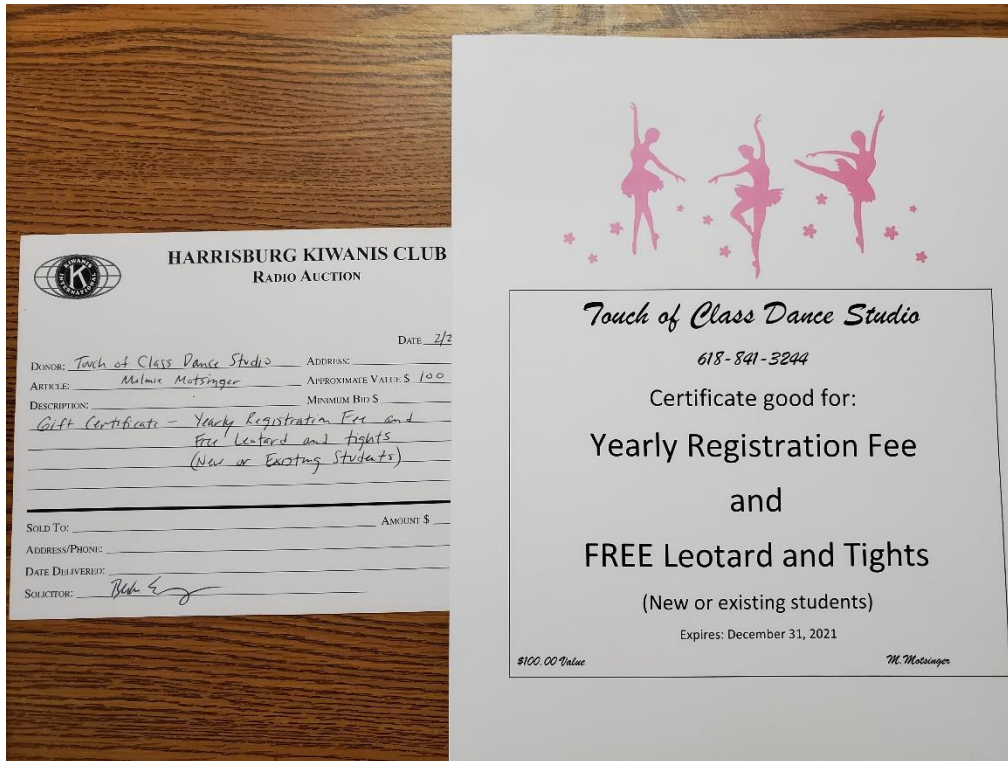 KIWANIS
INTERNATIONAL
K
HARRISBURG KIWANIS CLUB
RADIO AUCTION
DATE 2/2
DONOR: Touch of Class Dance Studio ADDRESS:
ARTICLE: Motsinger APPROXIMATE VALUE $ 100
DESCRIPTION: MINIMUM BID $
Gift Certificate - Yearly Registration Fee and
Free Leotard and tights
(New or Existing Students)
SOLD TO: AMOUNT $
ADDRESS/PHONE:
DATE DELIVERED:
SOLICITOR:
Touch of Class Dance Studio
618-841-3244
Certificate good for:
Yearly Registration Fee
and
FREE Leotard and Tights
(New or existing students)
Expires: December 31, 2021
$100.00 Value M. Motsinger